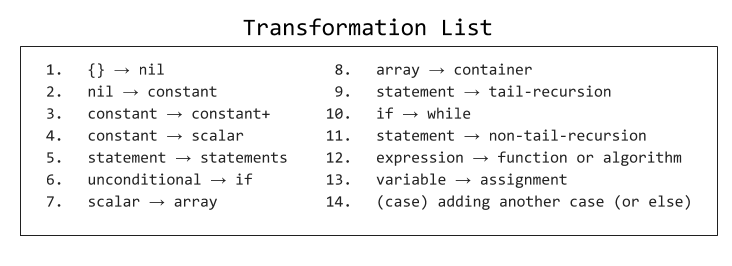 Transformation List
1. {} → nil
2. nil → constant
3. constant → constant+
4. constant → scalar
5. statement → statements
6. unconditional → if
7. scalar → array
8. array → container
9. statement → tail-recursion
10. if → while
11. statement → non-tail-recursion
12. expression → function or algorithm
13. variable → assignment
14. (case) adding another case (or else)